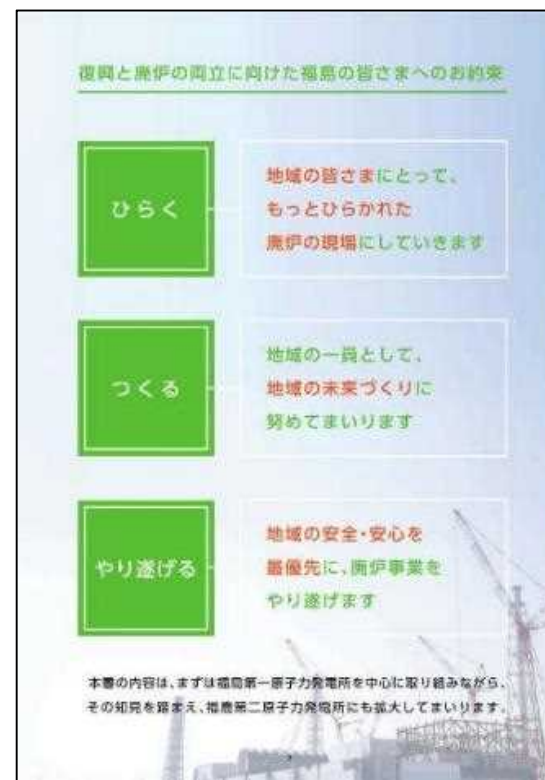 復興と廃炉の両立に向けた福島の皆さまへのお約束
ひらく
地域の皆さまにとって、
もっとひらかれた
廃炉の現場にしていきます
つくる
地域の一員として、
地域の未来づくりに
努めてまいります
やり遂げる
地域の安全・安心を
最優先に、廃炉事業を
やり遂げます
本書の内容は、まずは福島第一原子力発電所を中心に取り組みながら、
その知見を踏まえ、福島第二原子力発電所にも拡大してまいります。